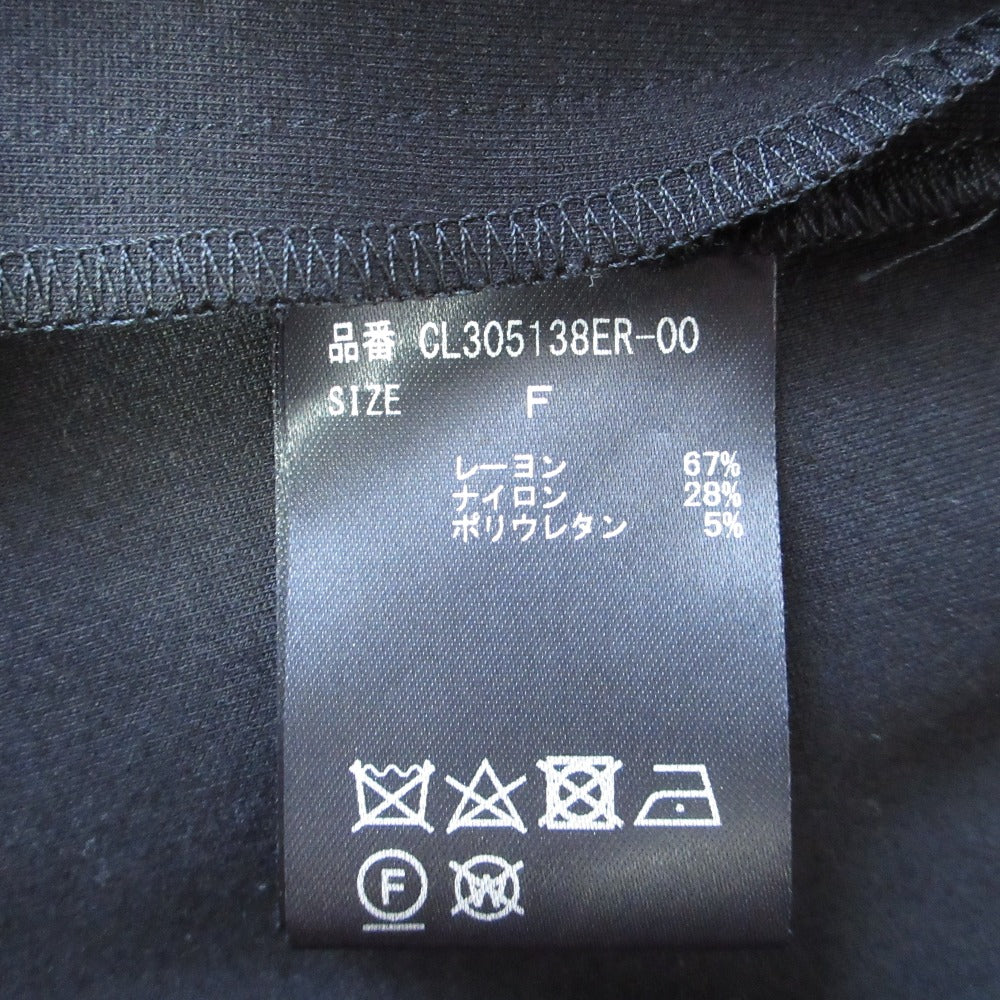 品番 CL305138ER-00
SIZE F
レーヨン 67%
ナイロン 28%
ポリウレタン 5%
F
W